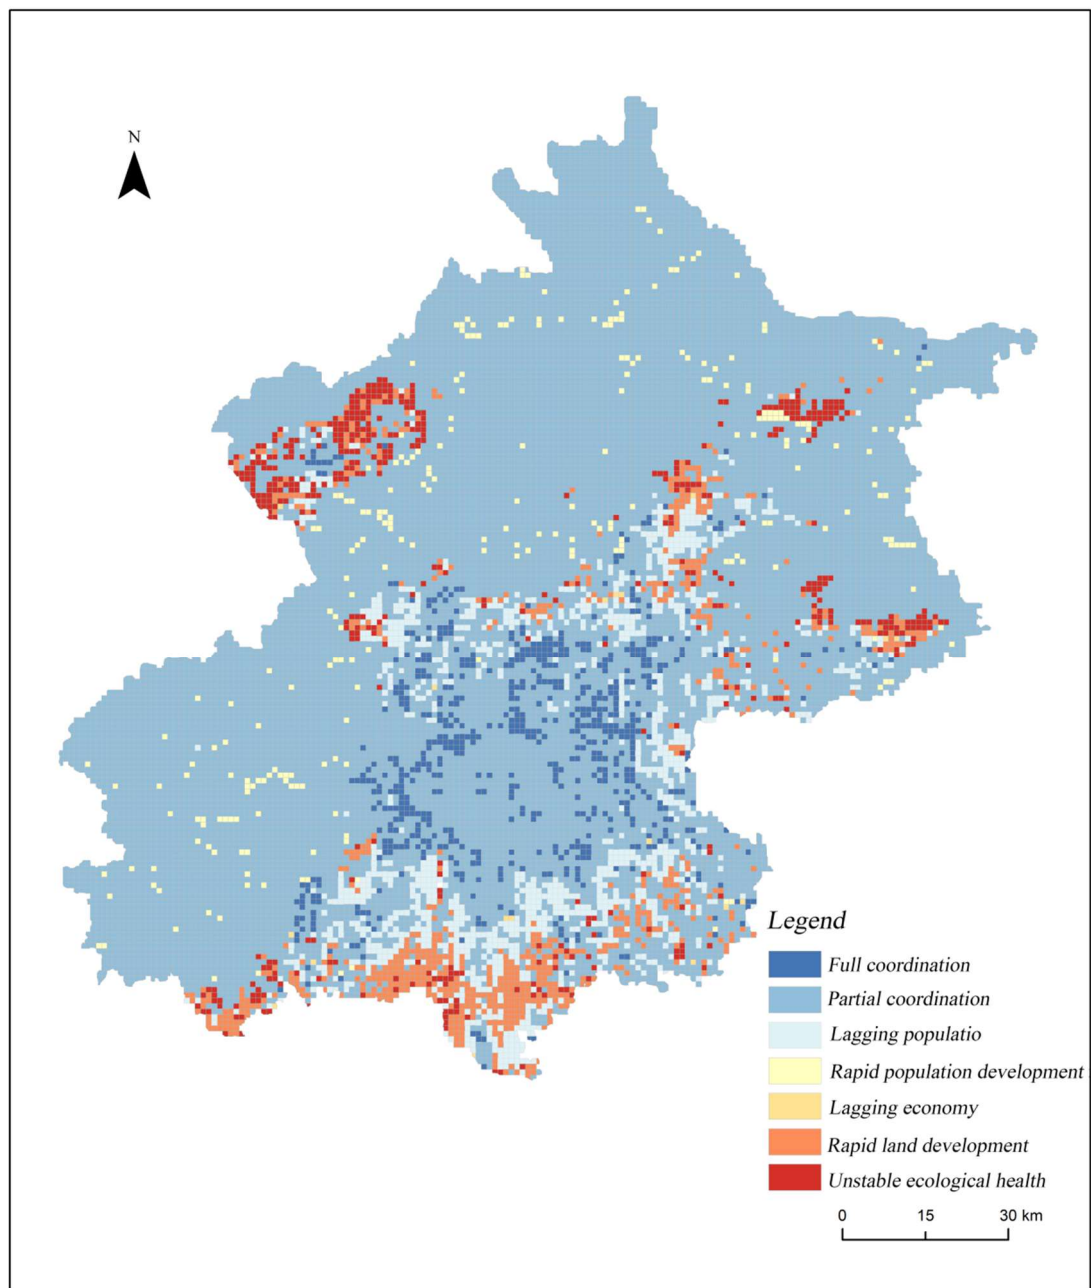 N
Legend
Full coordination
Partial coordination
Lagging populatio
Rapid population development
Lagging economy
Rapid land development
Unstable ecological health
0 15 30 km